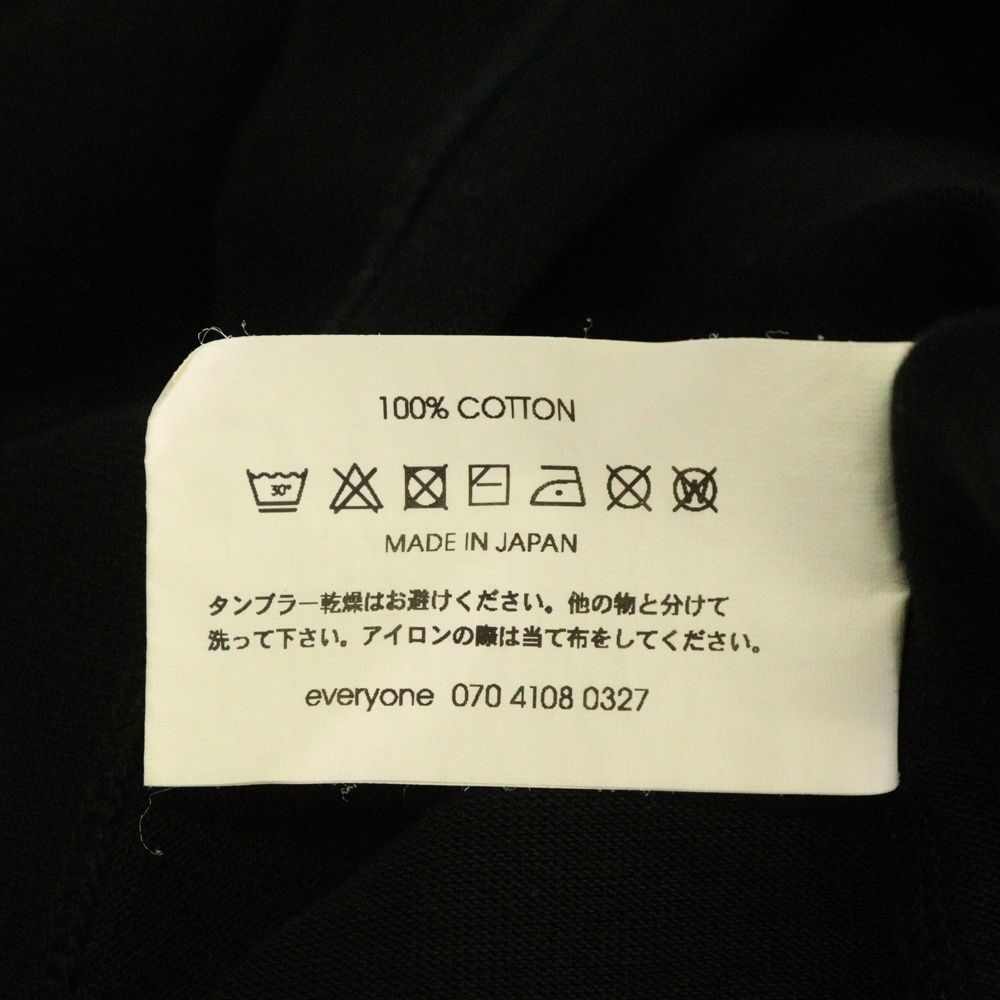 100% COTTON
30°
W
MADE IN JAPAN
タンブラー乾燥はお避けください。他の物と分けて
洗って下さい。アイロンの際は当て布をしてください。
everyone 070 4108 0327